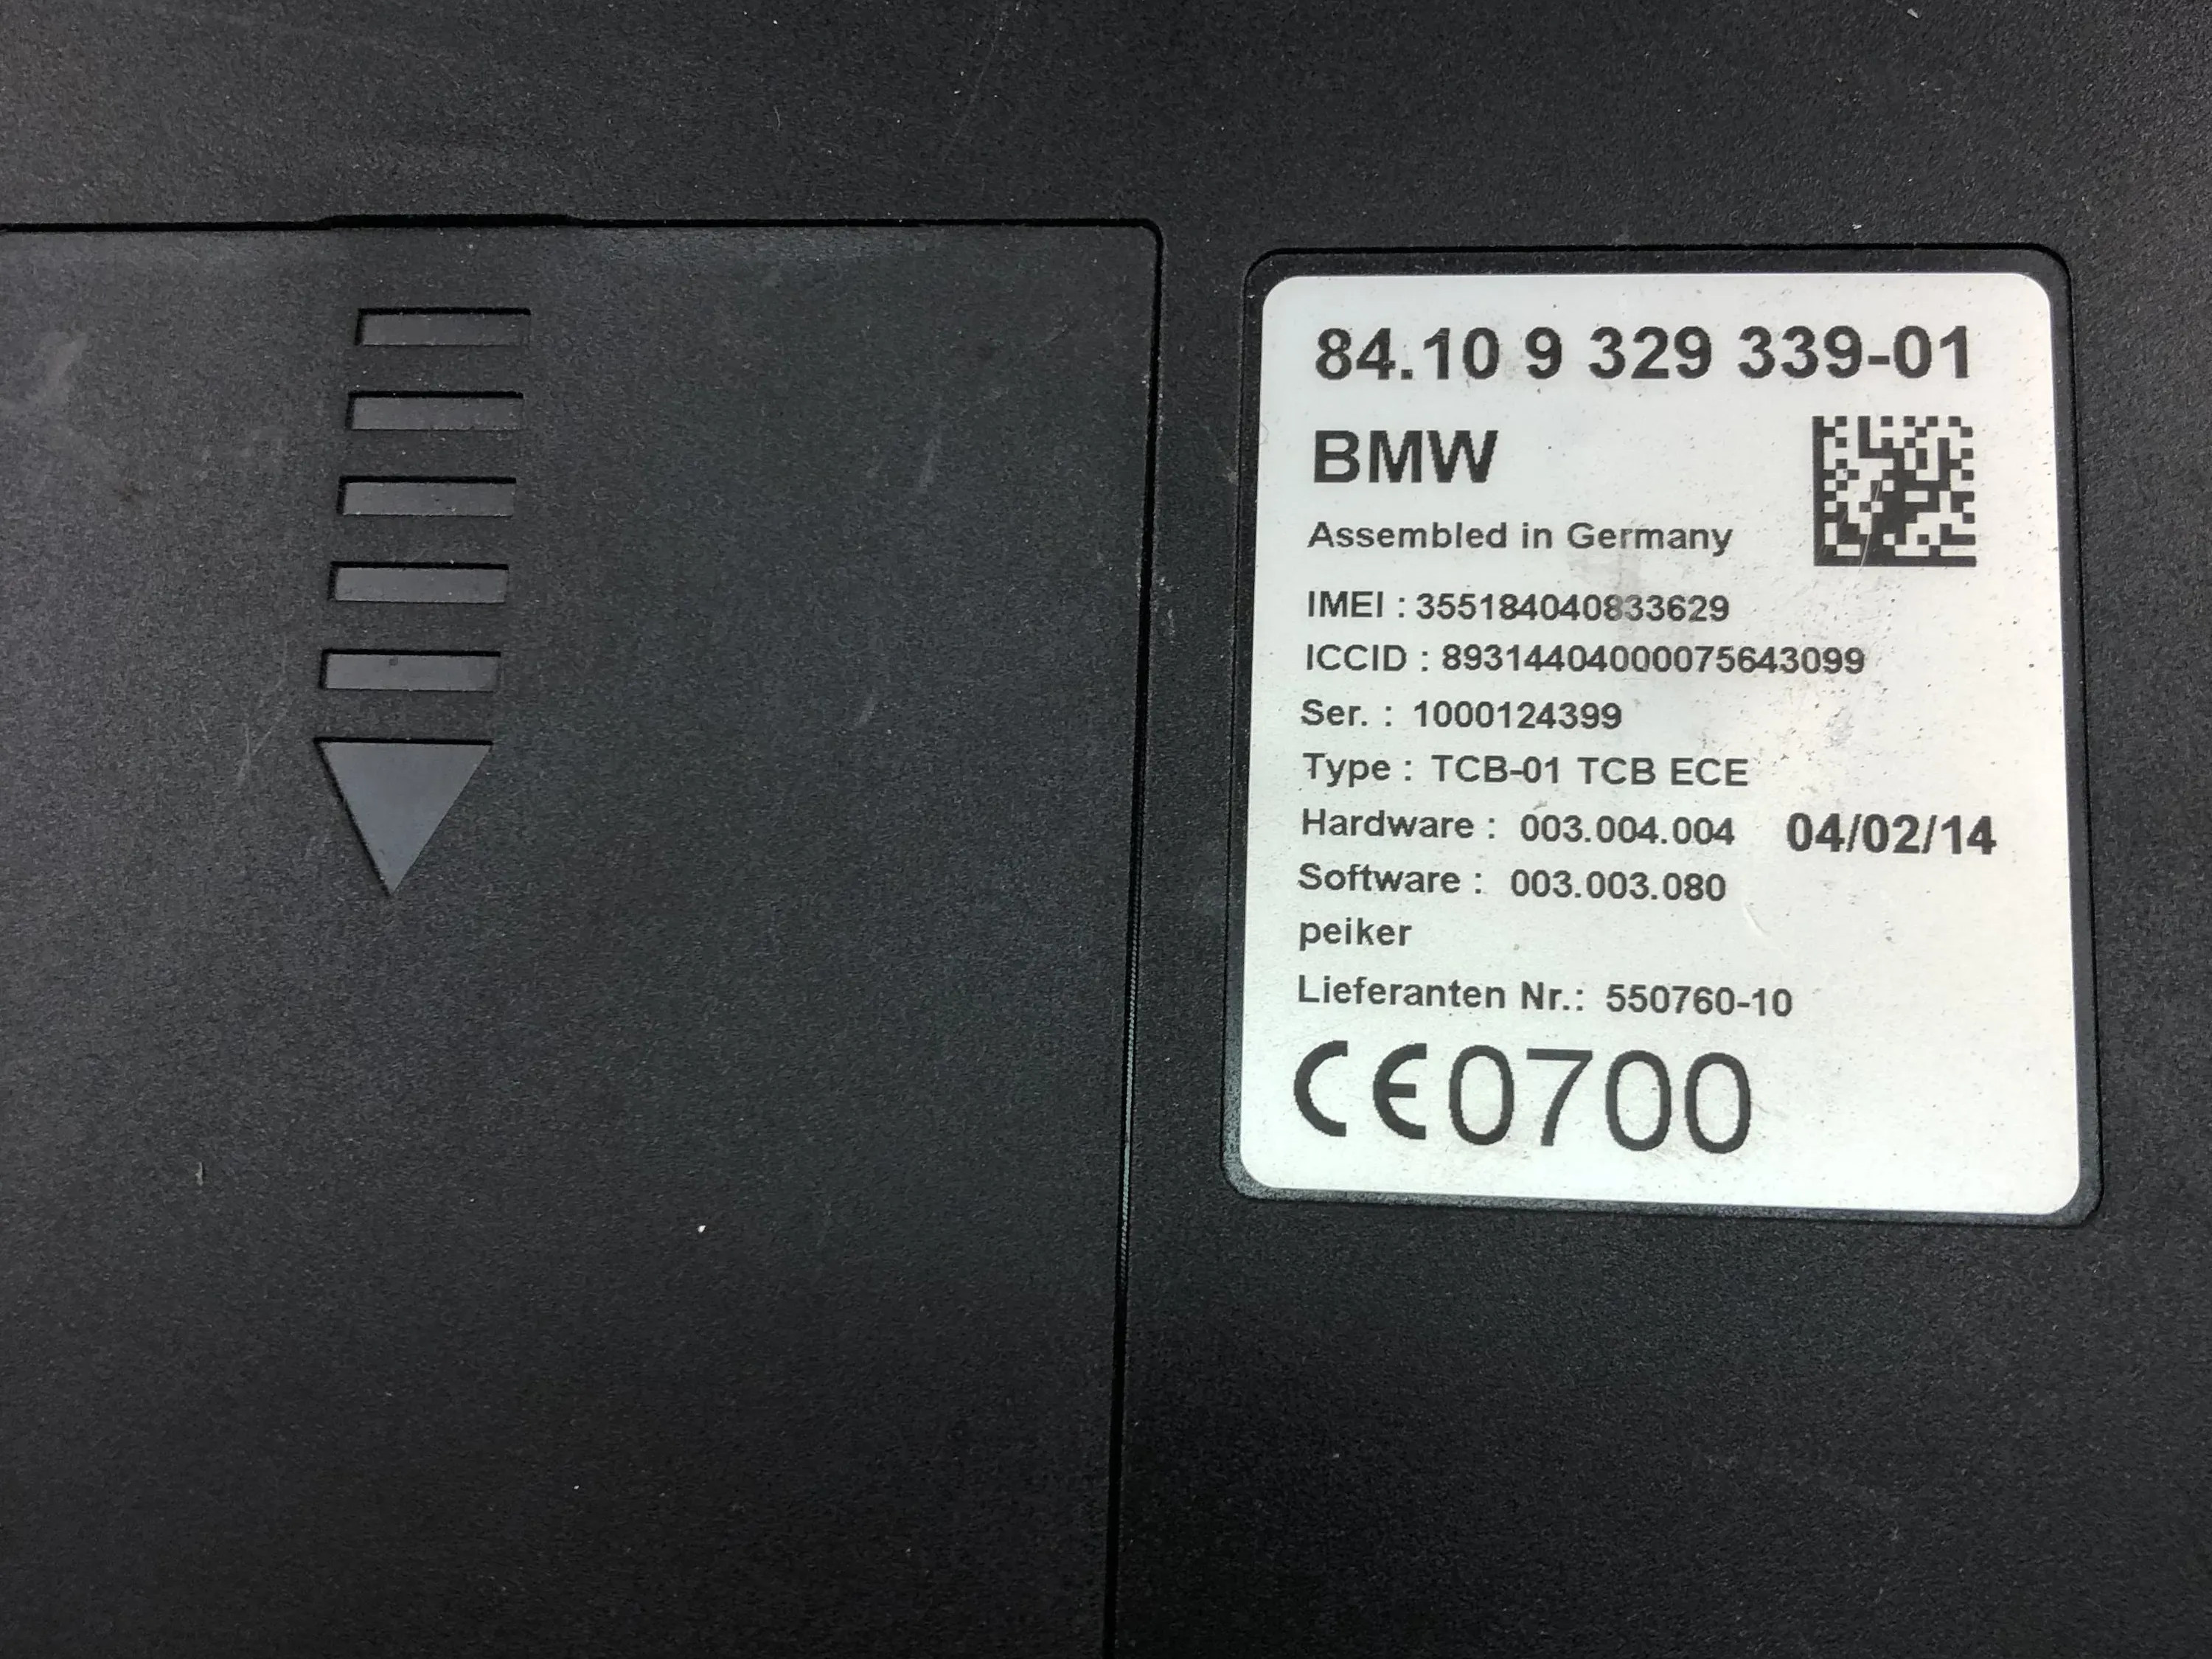 84.10 9 329 339-01
BMW
Assembled in Germany
IMEI : 355184040833629
ICCID : 89314404000075643099
Ser. : 1000124399
Type : TCB-01 TCB ECE
Hardware : 003.004.004 04/02/14
Software : 003.003.080
peiker
Lieferanten Nr.: 550760-10
CE0700